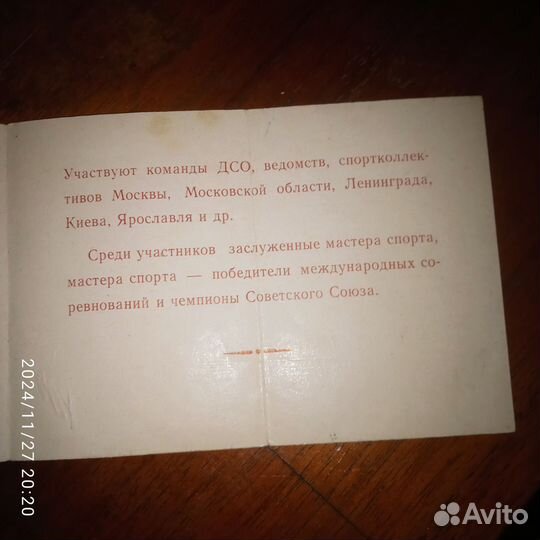 Участвуют команды ДСО, ведомств, спортколлек-
тивов Москвы, Московской области, Ленинграда,
Киева, Ярославля и др.
Среди участников заслуженные мастера спорта,
мастера спорта — победители международных со-
ревнований и чемпионы Советского Союза.
2024/11/27 20:20
Avito